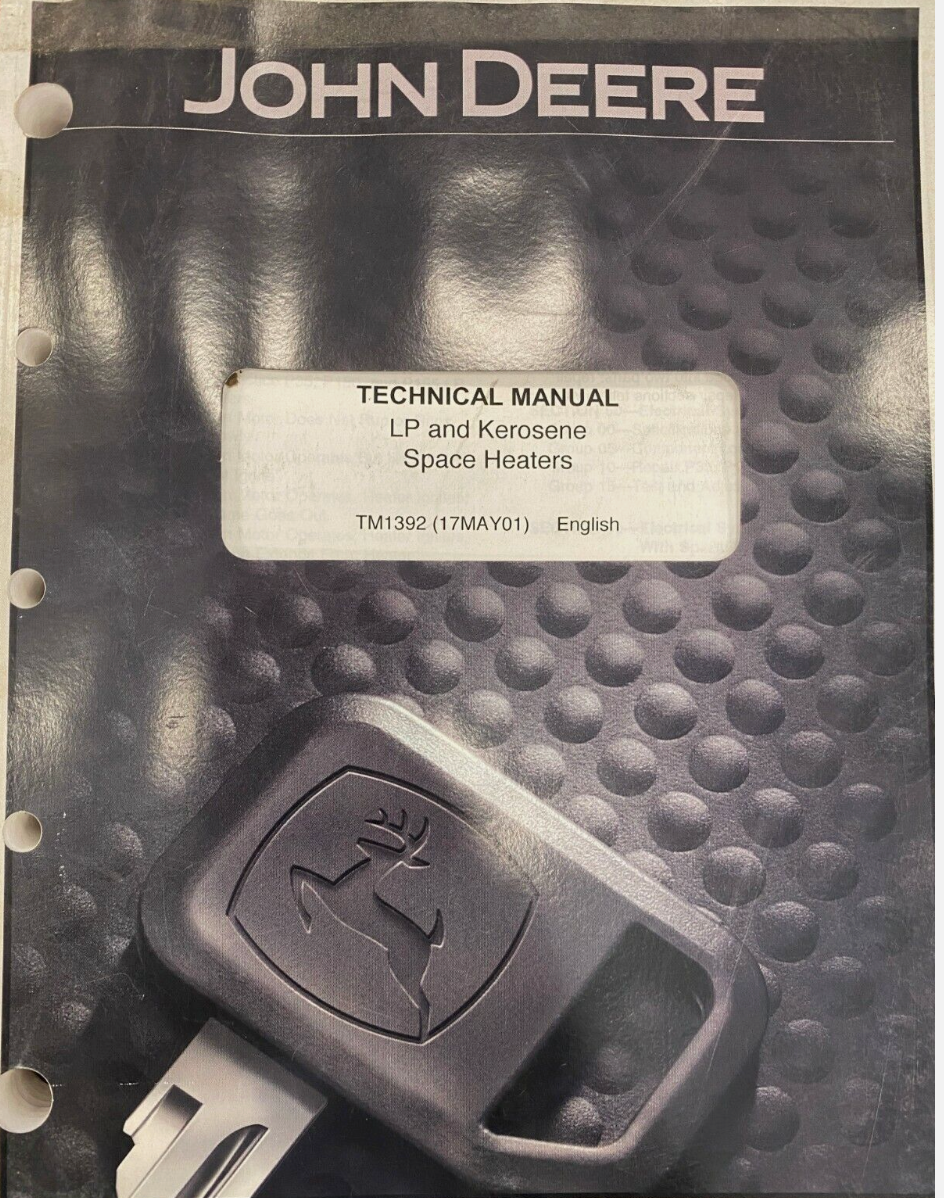 JOHN DEERE
TECHNICAL MANUAL
LP and Kerosene
Space Heaters
TM1392 (17MAY01) English